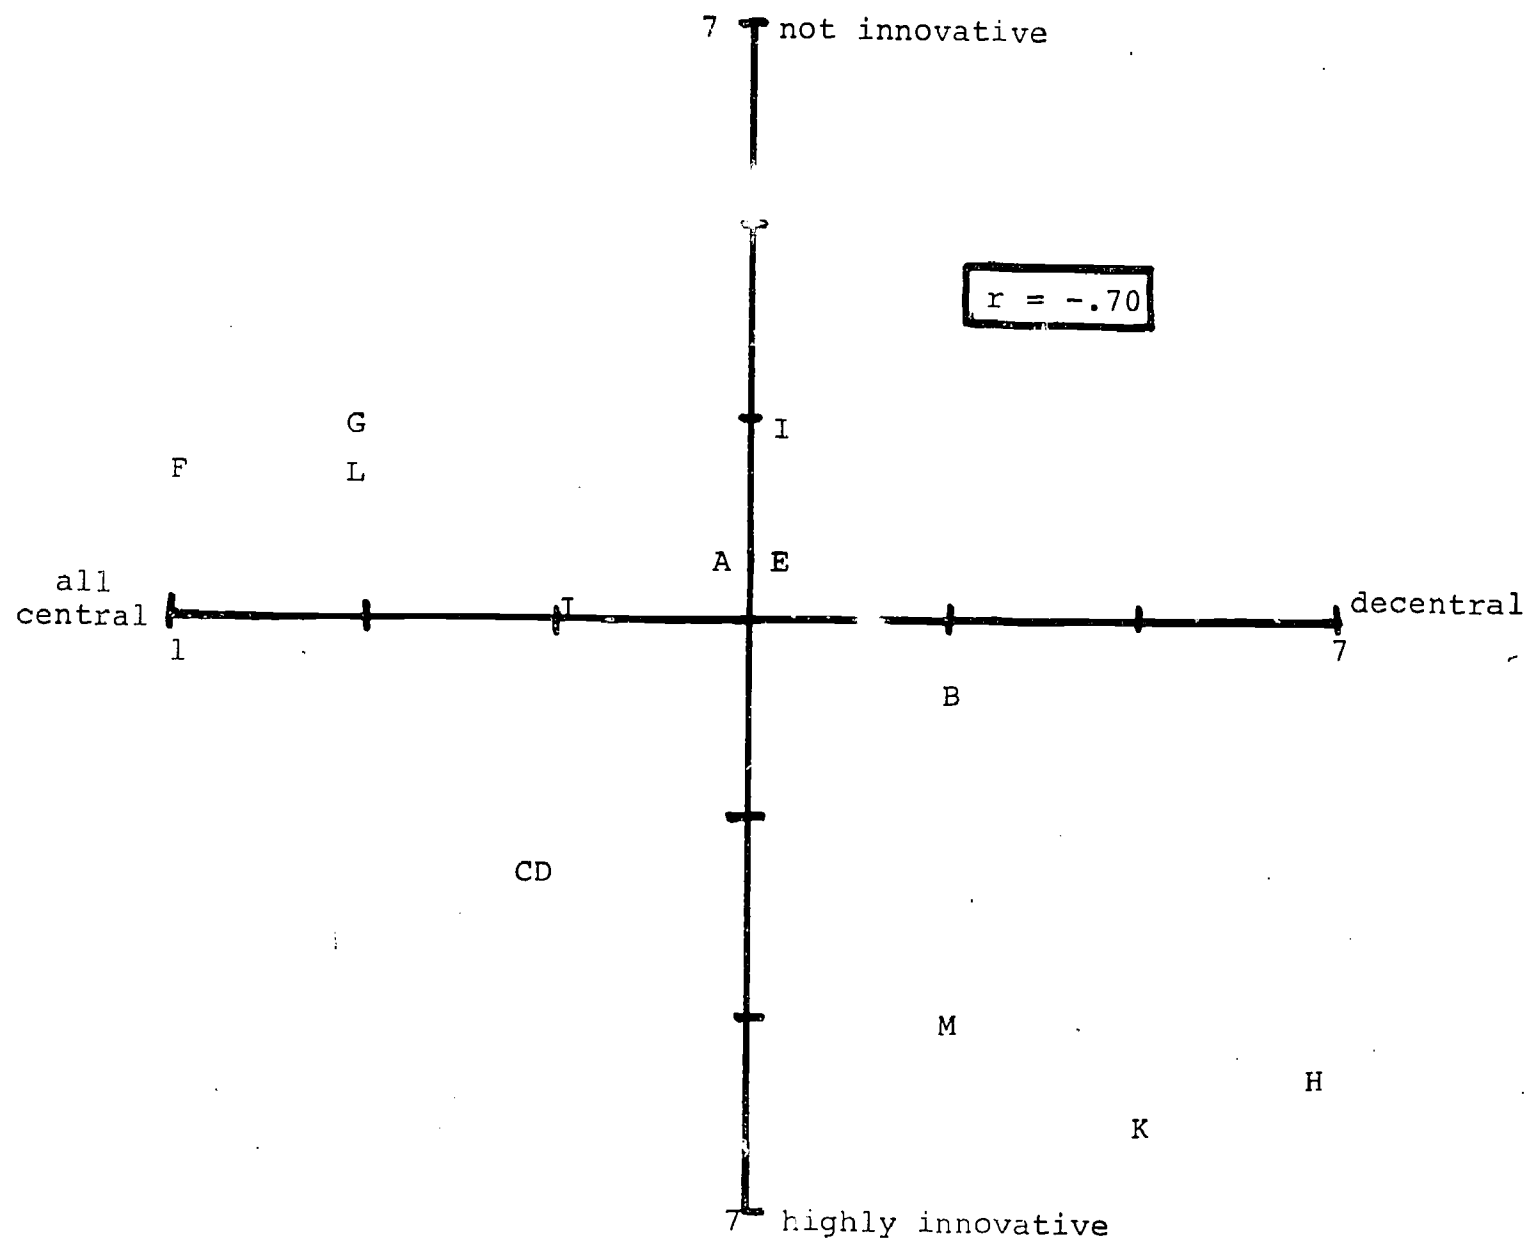 7 not innovative
r = -.70
G
I
F
L
A E
all
central
decentral
1
7
B
CD
M
H
K
7 highly innovative